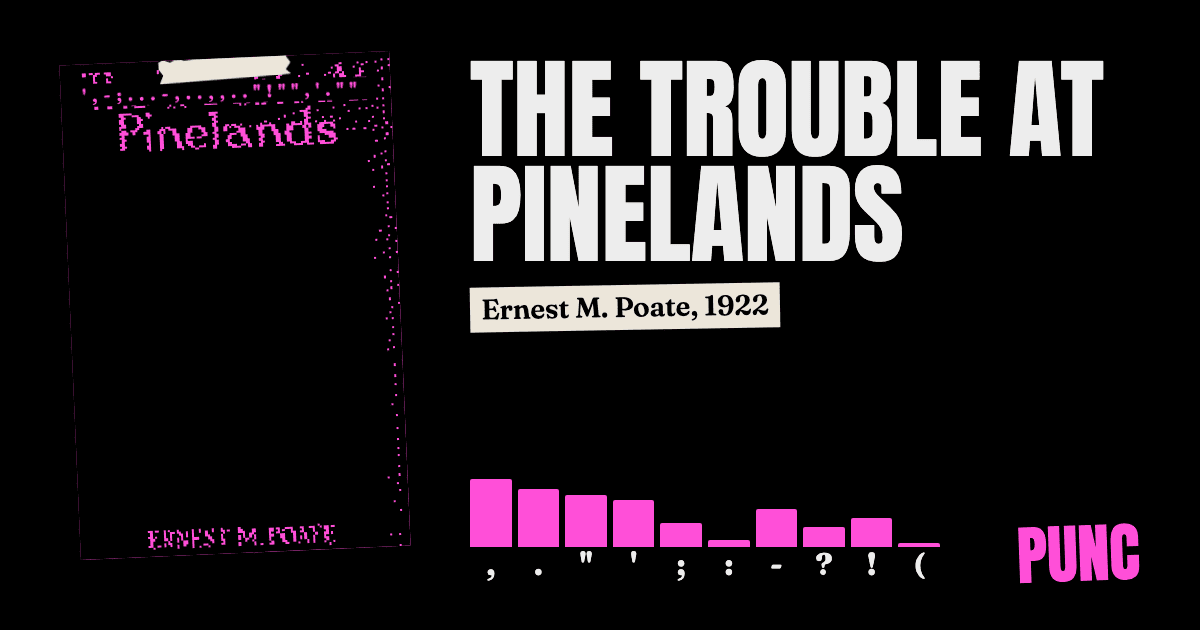 Pinelands
ERNEST M. POATE
THE TROUBLE AT
PINELANDS
Ernest M. Poate, 1922
, . " ' ; : - ? ! (
PUNC